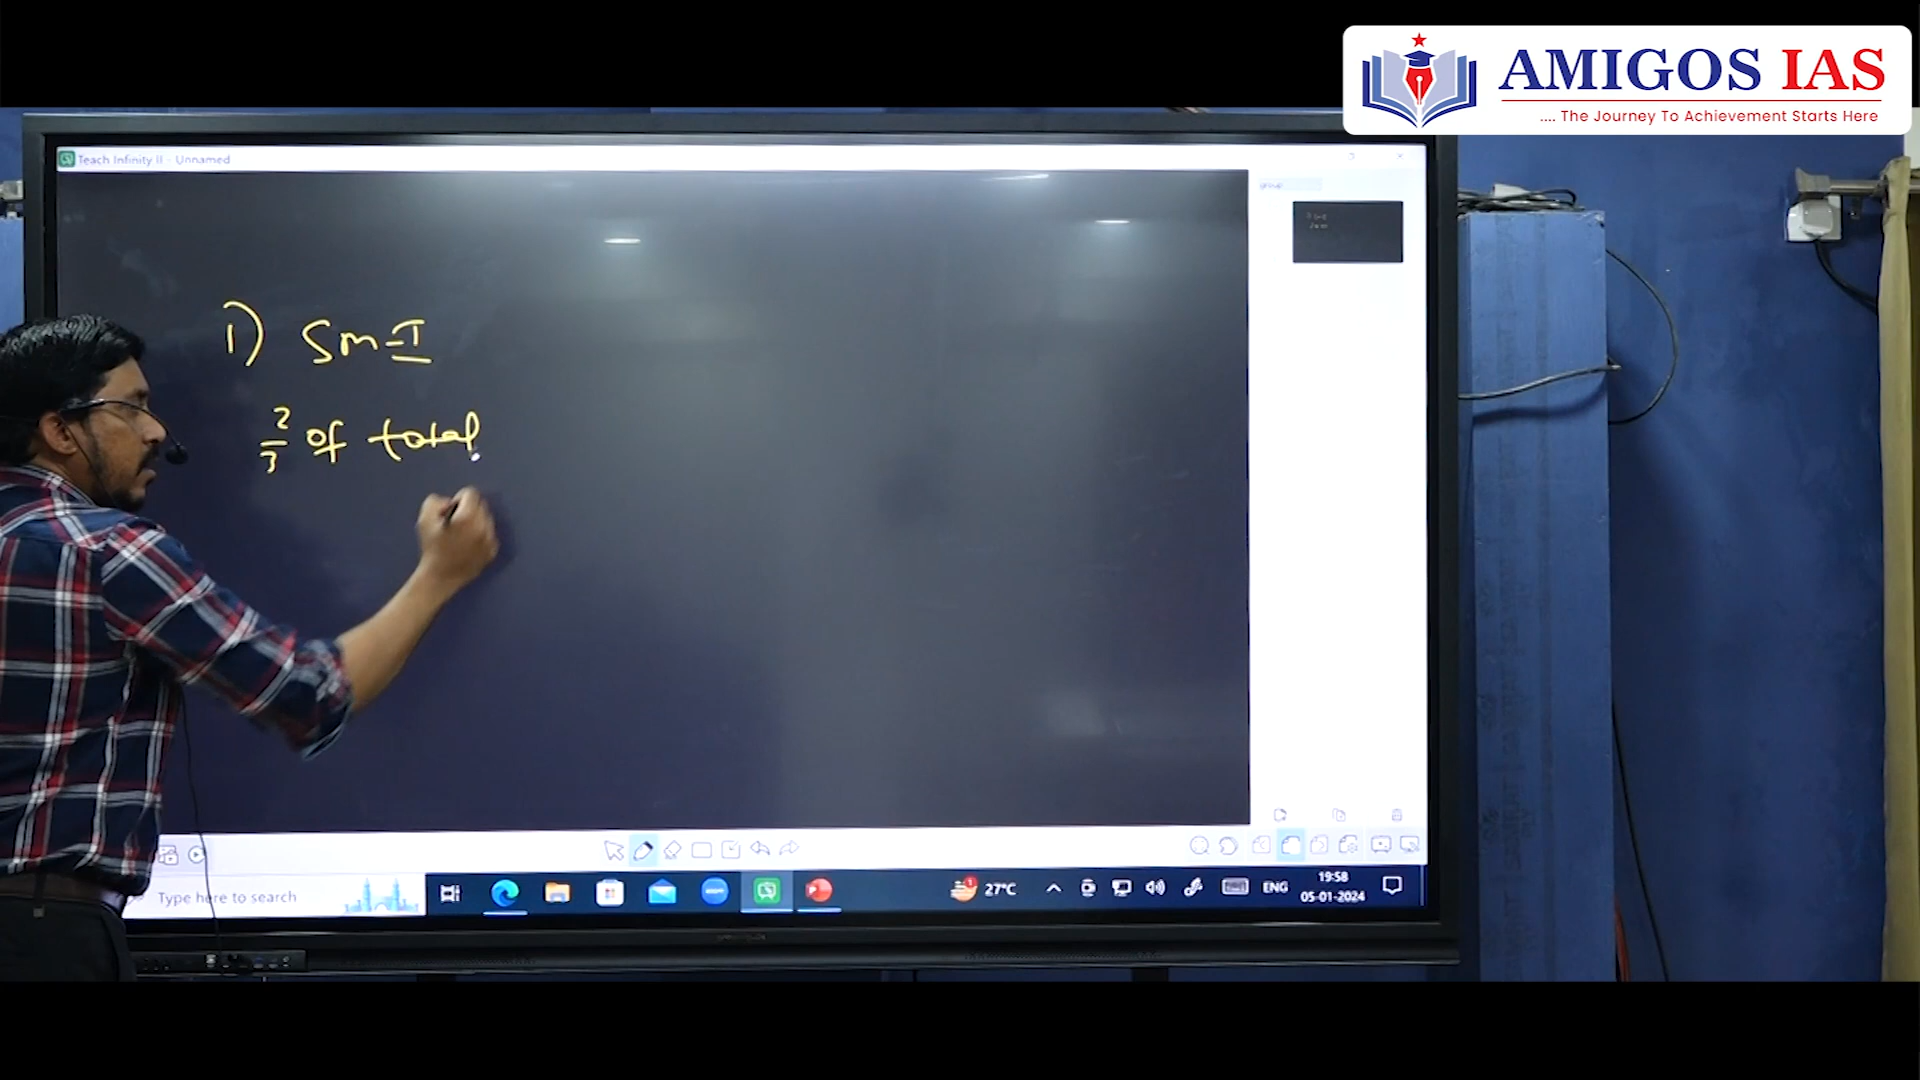 AMIGOS IAS
.... The Journey To Achievement Starts Here
Teach Infinity II - Unnamed
group
1) Sm-I
2/3 of total
Type here to search
27°C
ENG
19:58
05-01-2024